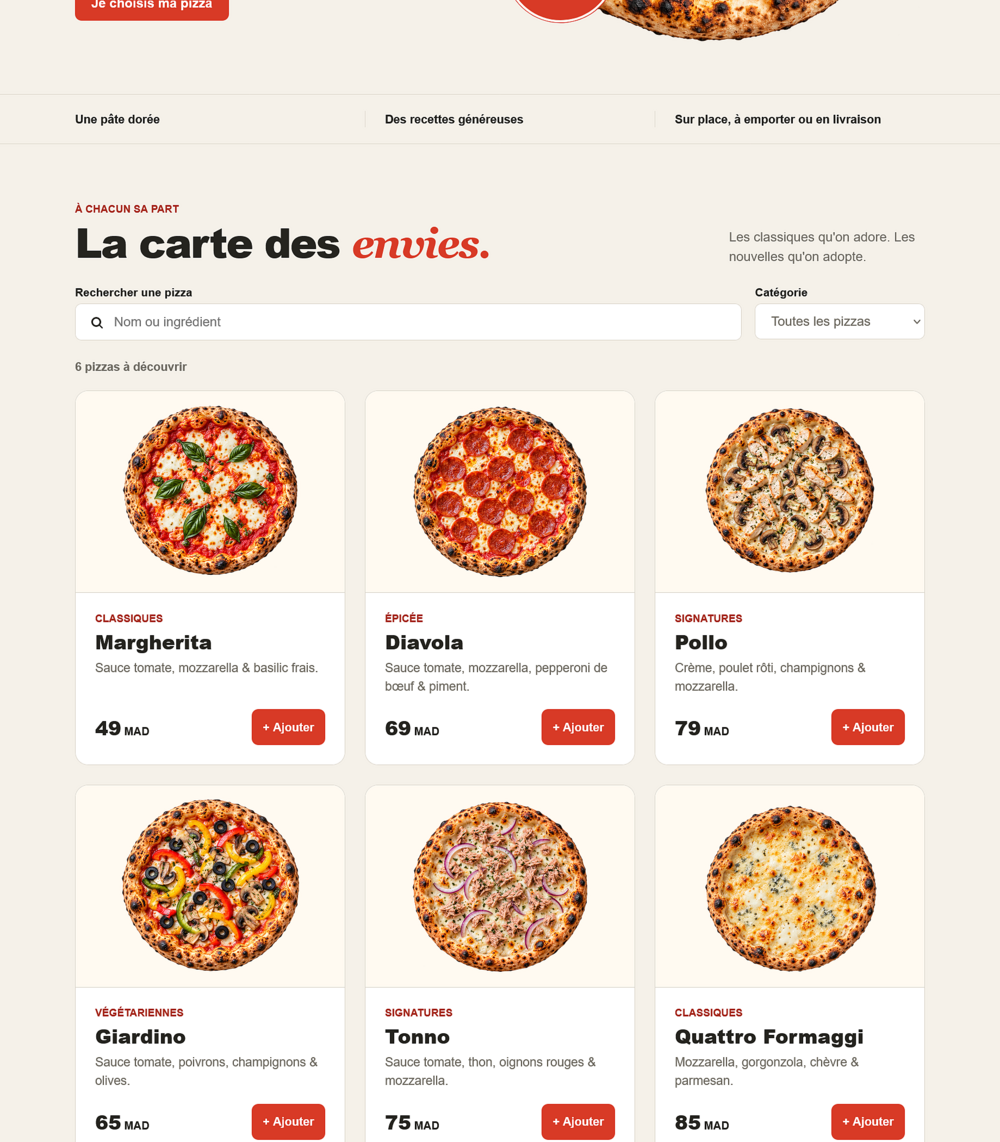 Je choisis ma pizza
Une pâte dorée
Des recettes généreuses
Sur place, à emporter ou en livraison
À CHACUN SA PART
La carte des envies.
Les classiques qu'on adore. Les
nouvelles qu'on adopte.
Rechercher une pizza
Nom ou ingrédient
Catégorie
Toutes les pizzas
6 pizzas à découvrir
CLASSIQUES
Margherita
Sauce tomate, mozzarella & basilic frais.
49 MAD
+ Ajouter
ÉPICÉE
Diavola
Sauce tomate, mozzarella, pepperoni de
bœuf & piment.
69 MAD
+ Ajouter
SIGNATURES
Pollo
Crème, poulet rôti, champignons &
mozzarella.
79 MAD
+ Ajouter
VÉGÉTARIENNES
Giardino
Sauce tomate, poivrons, champignons &
olives.
65 MAD
+ Ajouter
SIGNATURES
Tonno
Sauce tomate, thon, oignons rouges &
mozzarella.
75 MAD
+ Ajouter
CLASSIQUES
Quattro Formaggi
Mozzarella, gorgonzola, chèvre &
parmesan.
85 MAD
+ Ajouter